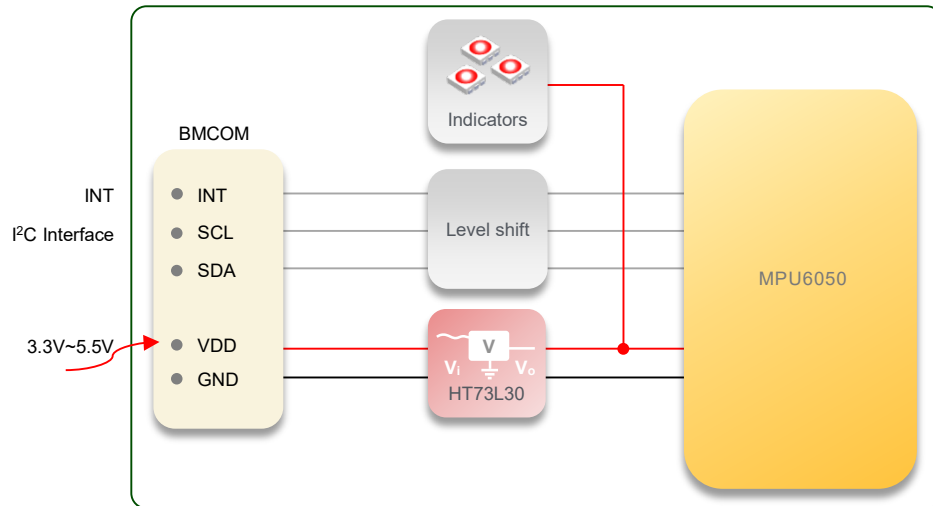 Indicators
BMCOM
INT
INT
I²C Interface
SCL
Level shift
SDA
MPU6050
3.3V~5.5V
VDD
V
Vi
Vo
GND
HT73L30